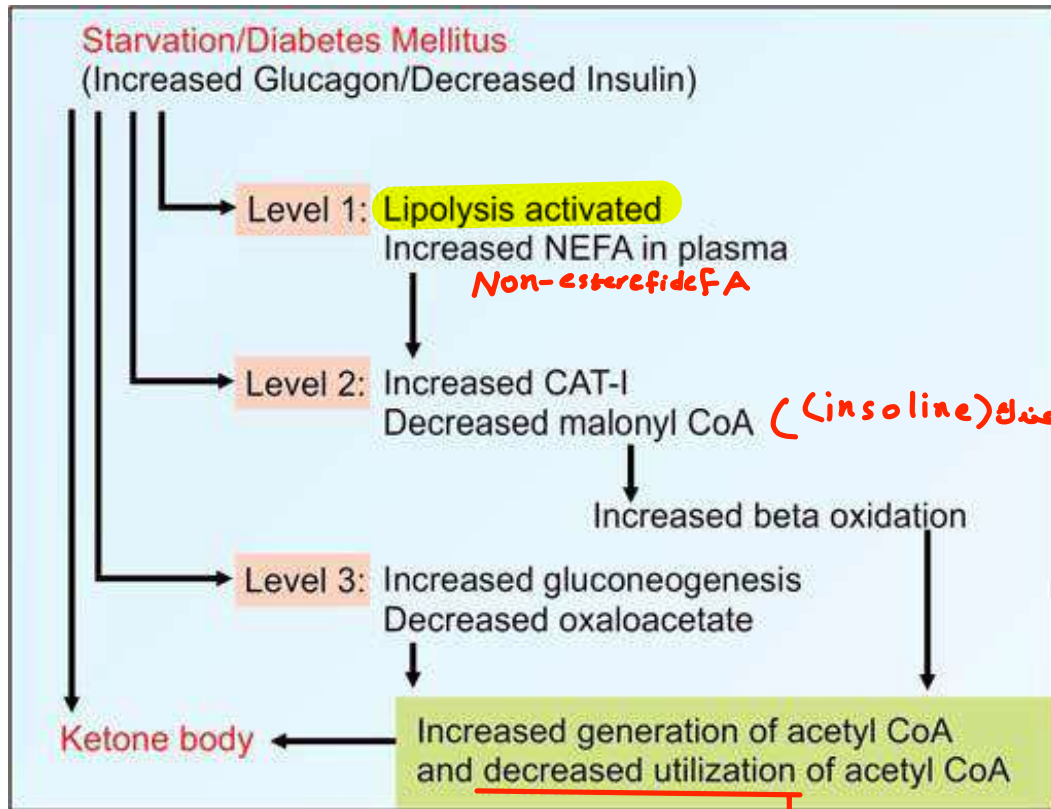 Starvation/Diabetes Mellitus
(Increased Glucagon/Decreased Insulin)
Level 1: Lipolysis activated
Increased NEFA in plasma
Non-esterefide FA
Level 2: Increased CAT-I
Decreased malonyl CoA ((insoline)
Increased beta oxidation
Level 3: Increased gluconeogenesis
Decreased oxaloacetate
Ketone body
Increased generation of acetyl CoA
and decreased utilization of acetyl CoA